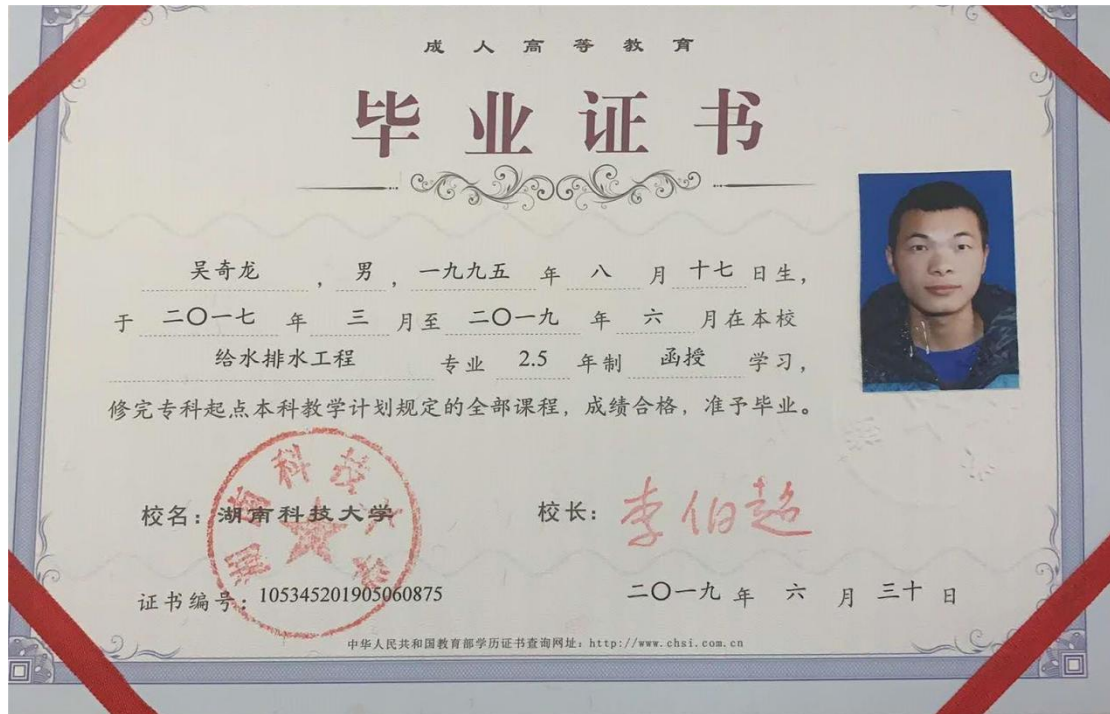 成人高等教育
毕业证书
吴奇龙,男,一九九五年八月十七日生,
于二〇一七年三月至二〇一九年六月在本校
给水排水工程专业2.5年制函授学习,
修完专科起点本科教学计划规定的全部课程,成绩合格,准予毕业。
湖南科技大学
校名:湖南科技大学
校长:李伯超
证书编号:105345201905060875
二〇一九年六月三十日
中华人民共和国教育部学历证书查询网址:http://www.chsi.com.cn